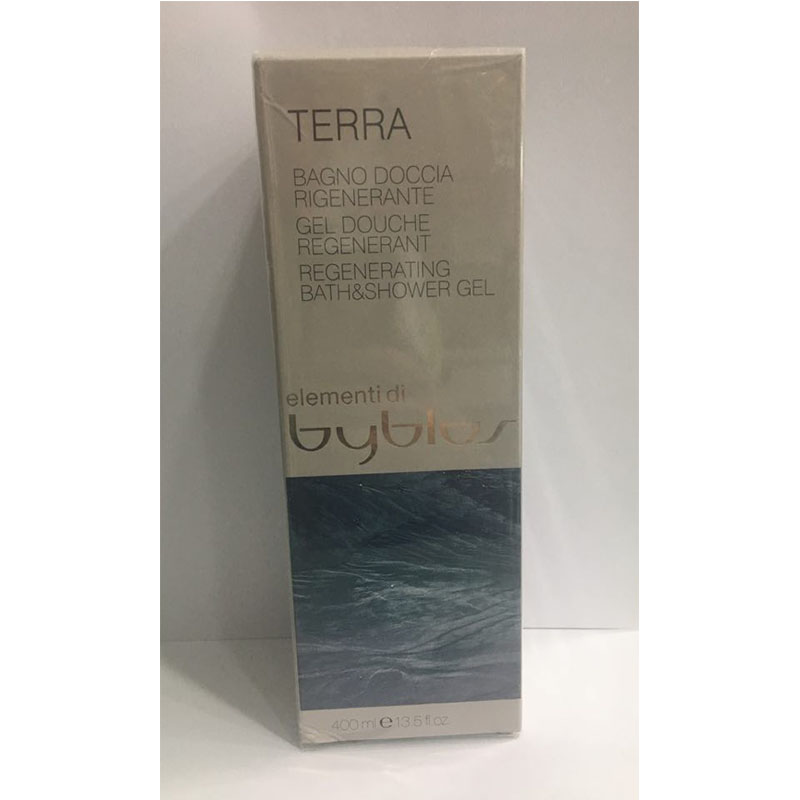 TERRA
BAGNO DOCCIA
RIGENERANTE
GEL DOUCHE
REGENERANT
REGENERATING
BATH&SHOWER GEL
elementi di
byblos
400 ml e 13.5 fl.oz.